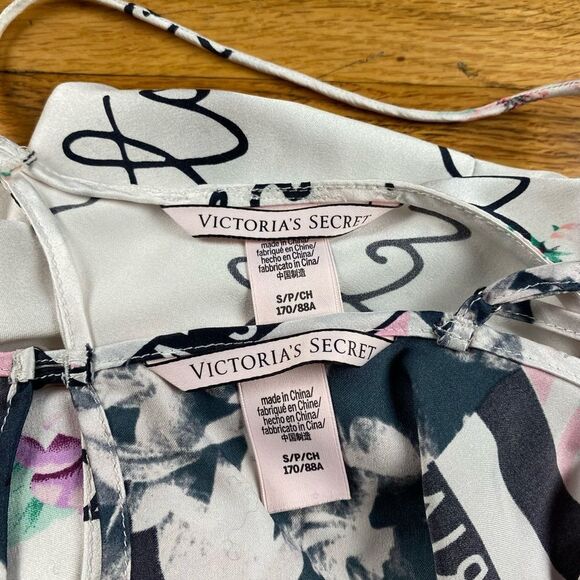 VICTORIA'S SECRET
made in China/
fabriqué en Chine/
hecho en China/
fabbricato in Cina/
中国制造
S/P/CH
170/88A
VICTORIA'S SECRET
made in China/
fabriqué en Chine/
hecho en China/
fabbricato in Cina/
中国制造
S/P/CH
170/88A